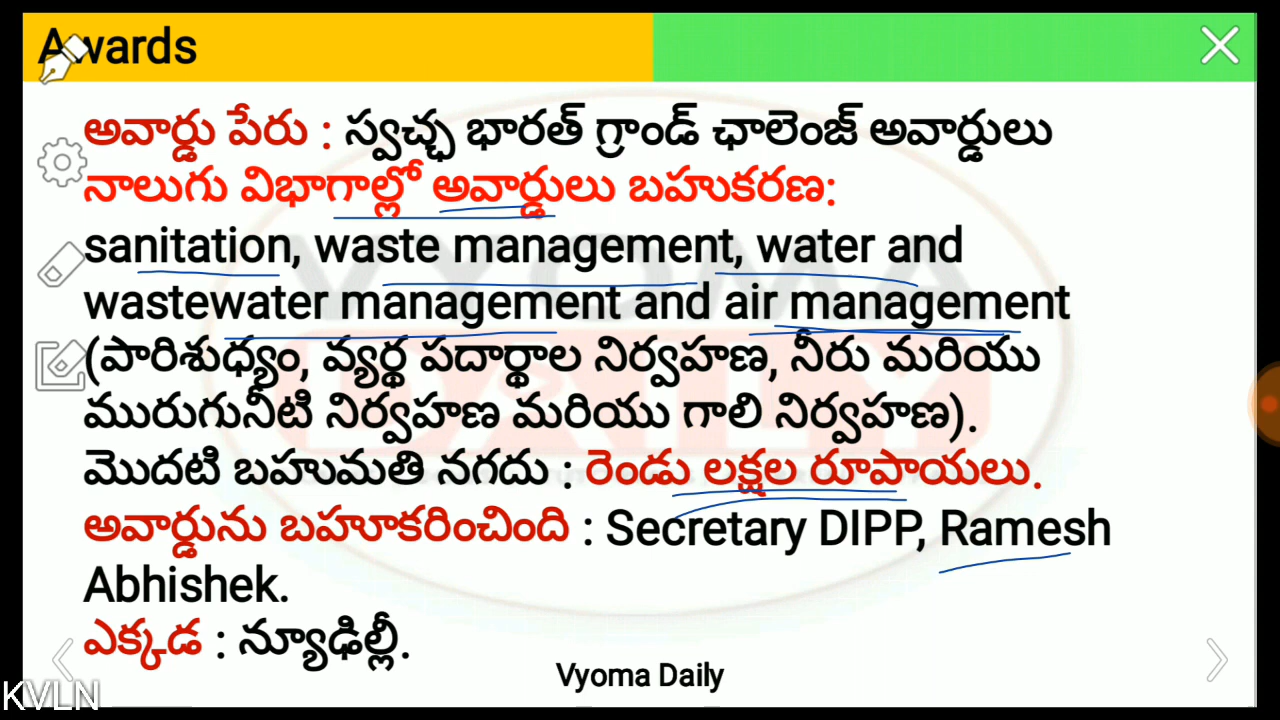 Awards
అవార్డు పేరు : స్వచ్ఛ భారత్ గ్రాండ్ ఛాలెంజ్ అవార్డులు
నాలుగు విభాగాల్లో అవార్డులు బహుకరణ:
sanitation, waste management, water and
wastewater management and air management
(పారిశుధ్యం, వ్యర్థ పదార్థాల నిర్వహణ, నీరు మరియు
మురుగునీటి నిర్వహణ మరియు గాలి నిర్వహణ).
మొదటి బహుమతి నగదు : రెండు లక్షల రూపాయలు.
అవార్డును బహూకరించింది : Secretary DIPP, Ramesh
Abhishek.
ఎక్కడ : న్యూఢిల్లీ.
Vyoma Daily
KVLN
VYOMA
DAILY